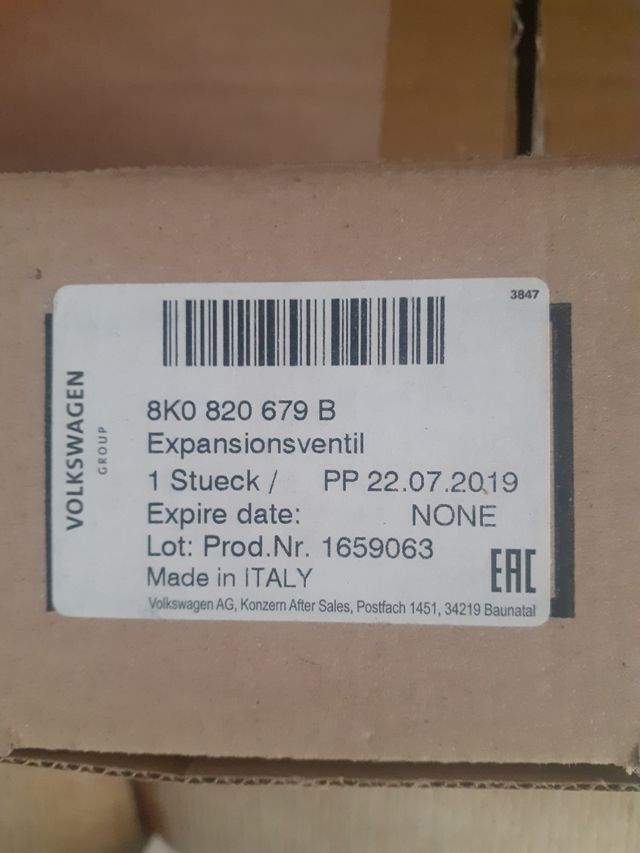 3847
VOLKSWAGEN
GROUP
8K0 820 679 B
Expansionsventil
1 Stueck / PP 22.07.2019
Expire date: NONE
Lot: Prod.Nr. 1659063
Made in ITALY
EAC
Volkswagen AG, Konzern After Sales, Postfach 1451, 34219 Baunatal